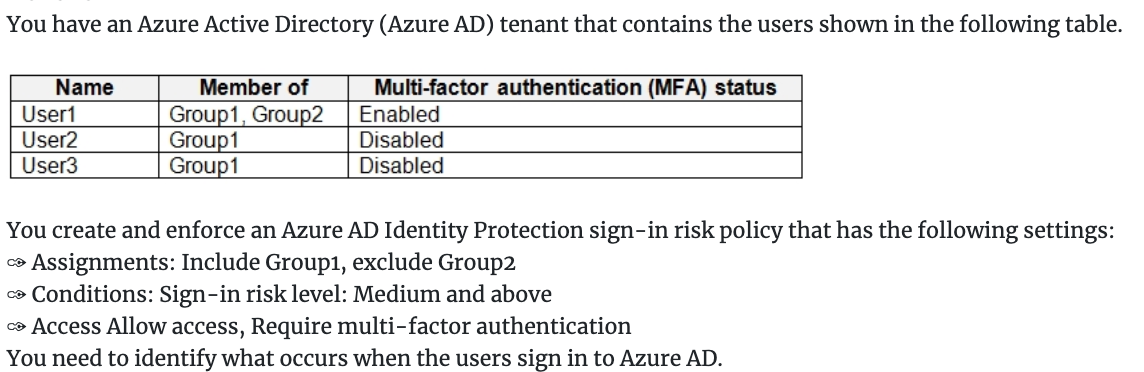 You have an Azure Active Directory (Azure AD) tenant that contains the users shown in the following table.
Name Member of Multi-factor authentication (MFA) status
User1 Group1, Group2 Enabled
User2 Group1 Disabled
User3 Group1 Disabled
You create and enforce an Azure AD Identity Protection sign-in risk policy that has the following settings:
Assignments: Include Group1, exclude Group2
Conditions: Sign-in risk level: Medium and above
Access Allow access, Require multi-factor authentication
You need to identify what occurs when the users sign in to Azure AD.